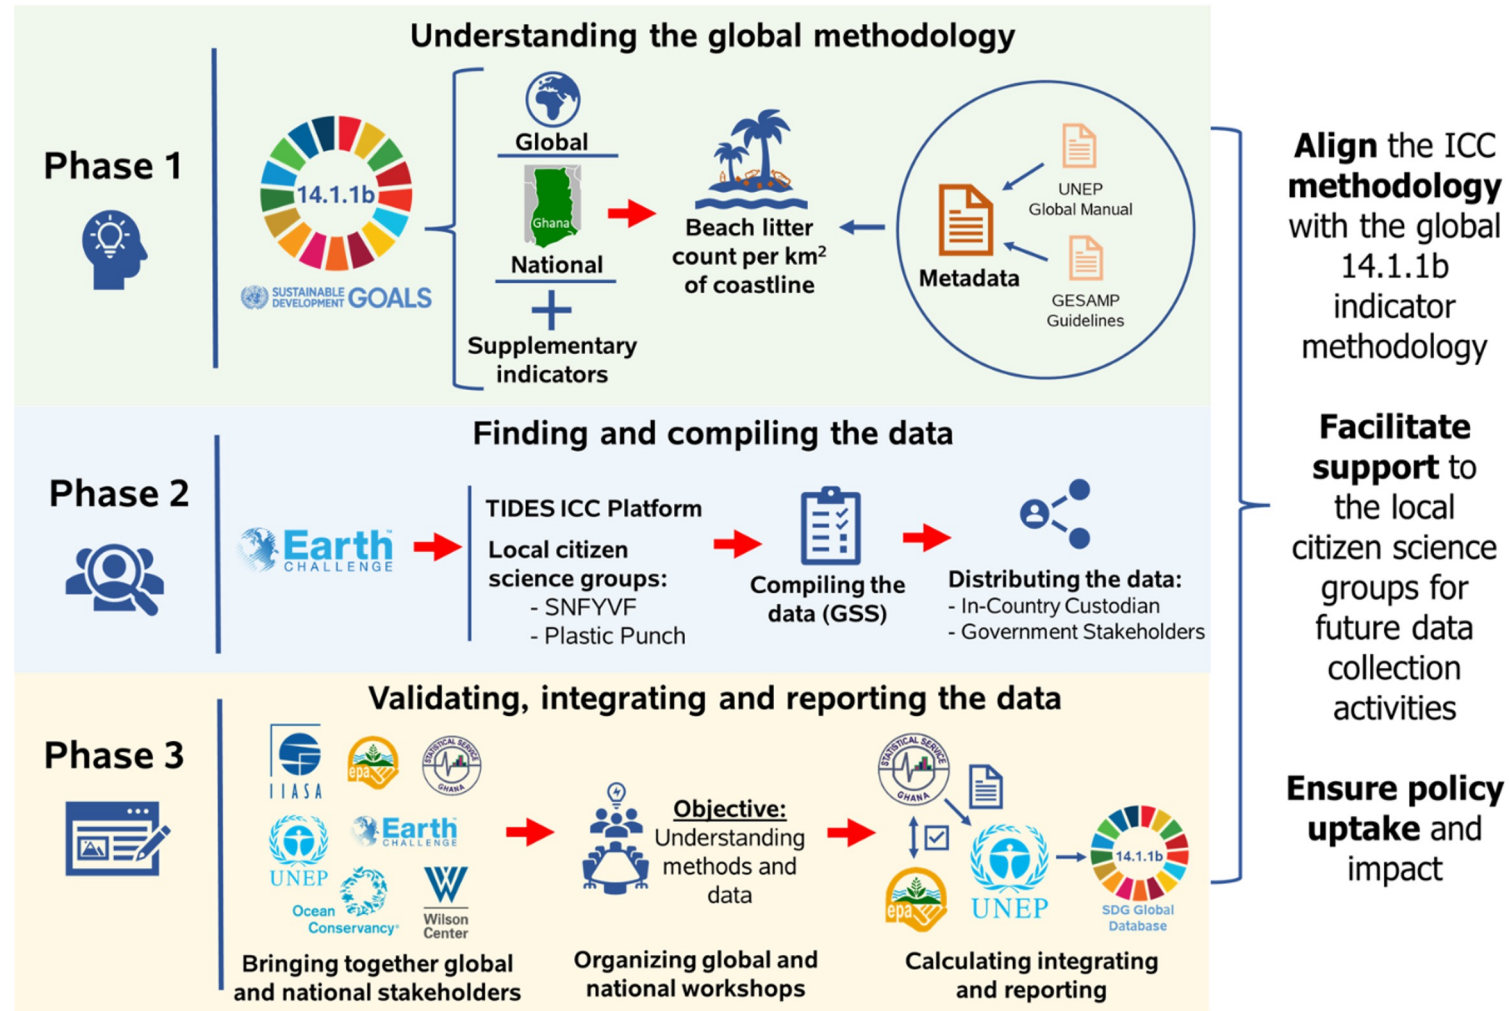 Understanding the global methodology
Phase 1
14.1.1b
SUSTAINABLE
DEVELOPMENT
GOALS
Global
Ghana
National
Supplementary
indicators
Beach litter
count per km²
of coastline
Metadata
UNEP
Global Manual
GESAMP
Guidelines
Finding and compiling the data
Phase 2
Earth
CHALLENGE
TIDES ICC Platform
Local citizen
science groups:
- SNFYVF
- Plastic Punch
Compiling the
data (GSS)
Distributing the data:
- In-Country Custodian
- Government Stakeholders
Validating, integrating and reporting the data
Phase 3
IIASA
epa
STATISTICAL SERVICE
GHANA
UNEP
Earth
CHALLENGE
Ocean
Conservancy®
Wilson
Center
Bringing together global
and national stakeholders
Objective:
Understanding
methods and
data
Organizing global and
national workshops
STATISTICAL SERVICE
GHANA
epa
UNEP
14.1.1b
SDG Global
Database
Calculating integrating
and reporting
Align the ICC
methodology
with the global
14.1.1b
indicator
methodology
Facilitate
support to
the local
citizen science
groups for
future data
collection
activities
Ensure policy
uptake and
impact